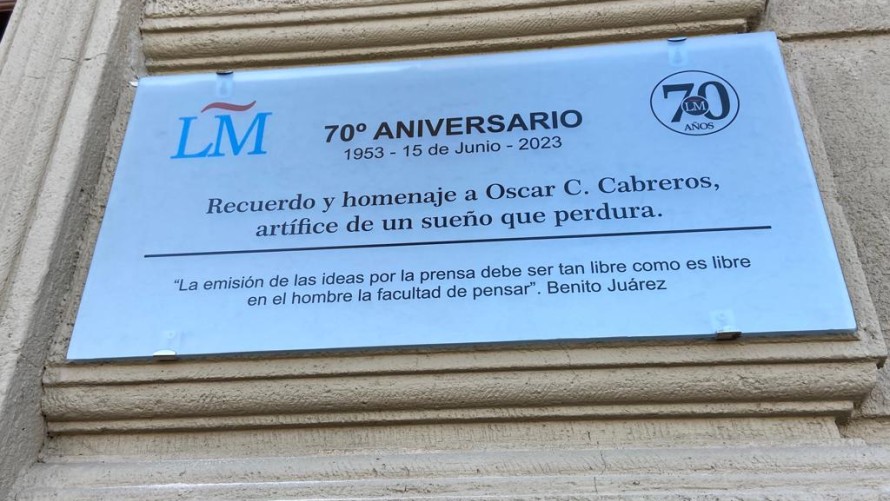 LM
70 LM
AÑOS
70º ANIVERSARIO
1953 - 15 de Junio - 2023
Recuerdo y homenaje a Oscar C. Cabreros,
artífice de un sueño que perdura.
“La emisión de las ideas por la prensa debe ser tan libre como es libre
en el hombre la facultad de pensar”. Benito Juárez